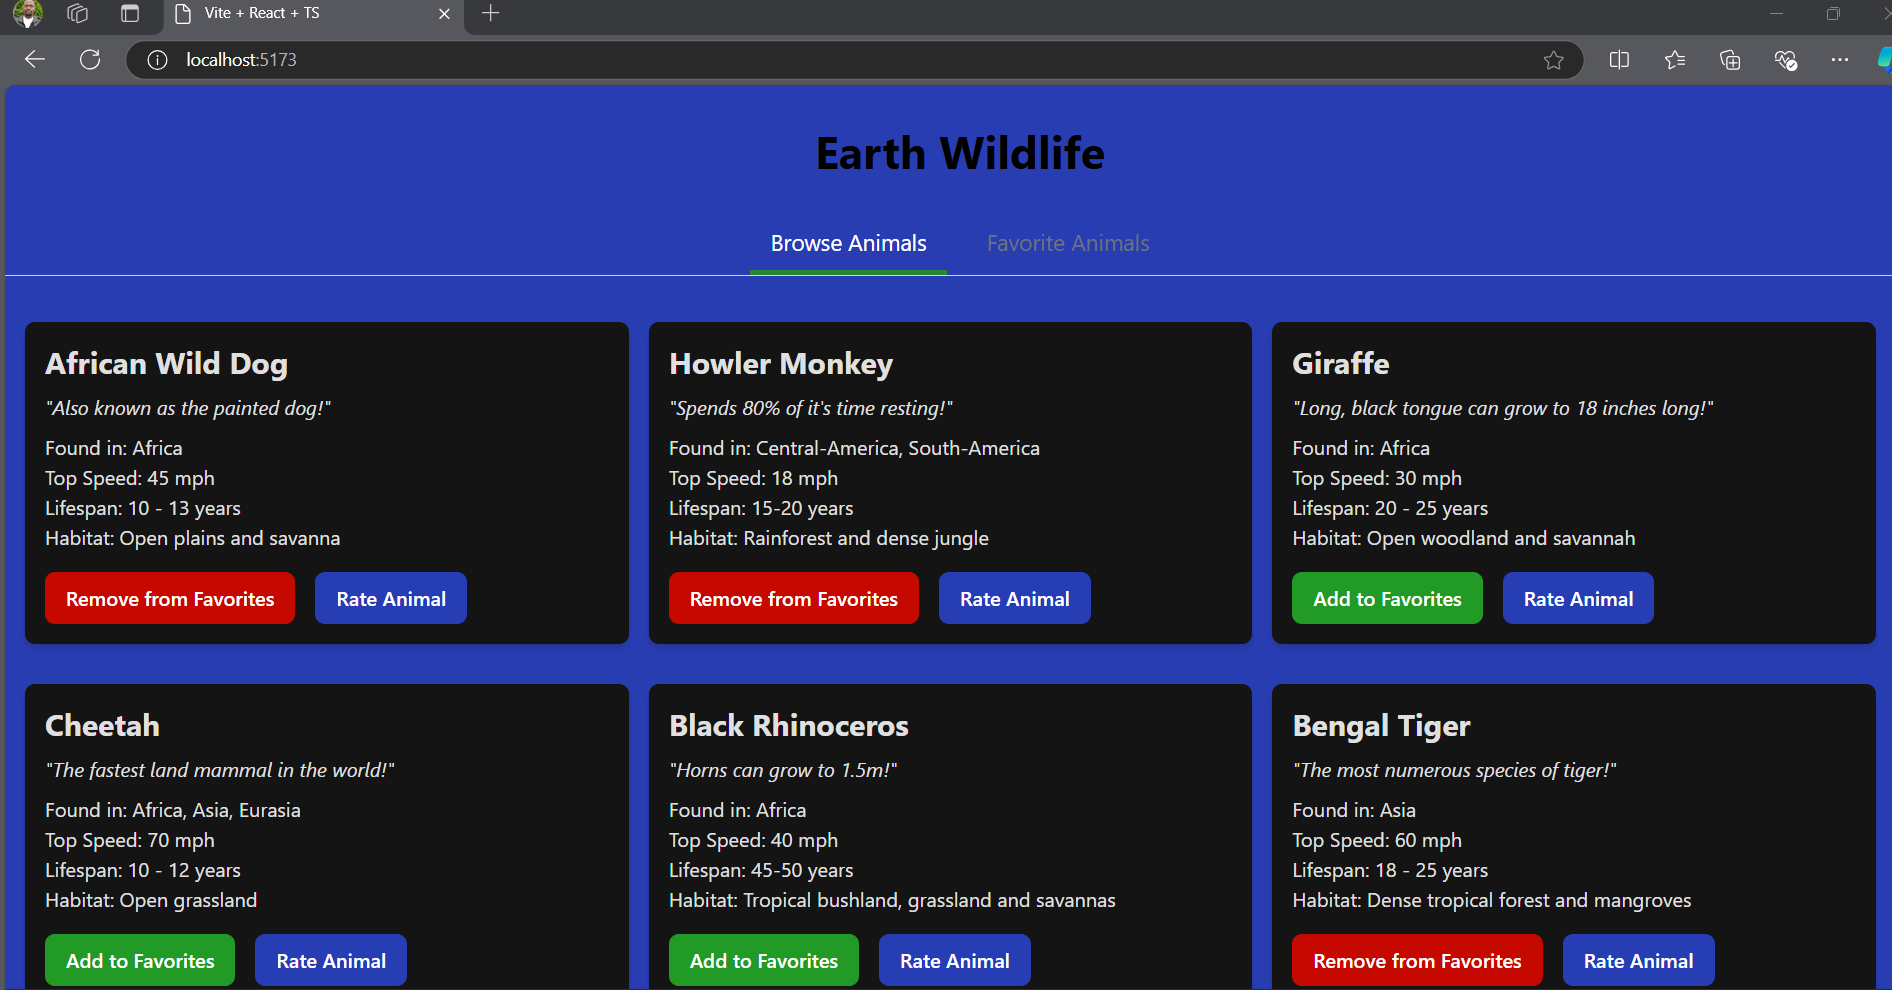 Vite + React + TS
localhost:5173
Earth Wildlife
Browse Animals
Favorite Animals
African Wild Dog
"Also known as the painted dog!"
Found in: Africa
Top Speed: 45 mph
Lifespan: 10 - 13 years
Habitat: Open plains and savanna
Remove from Favorites
Rate Animal
Howler Monkey
"Spends 80% of it's time resting!"
Found in: Central-America, South-America
Top Speed: 18 mph
Lifespan: 15-20 years
Habitat: Rainforest and dense jungle
Remove from Favorites
Rate Animal
Giraffe
"Long, black tongue can grow to 18 inches long!"
Found in: Africa
Top Speed: 30 mph
Lifespan: 20 - 25 years
Habitat: Open woodland and savannah
Add to Favorites
Rate Animal
Cheetah
"The fastest land mammal in the world!"
Found in: Africa, Asia, Eurasia
Top Speed: 70 mph
Lifespan: 10 - 12 years
Habitat: Open grassland
Add to Favorites
Rate Animal
Black Rhinoceros
"Horns can grow to 1.5m!"
Found in: Africa
Top Speed: 40 mph
Lifespan: 45-50 years
Habitat: Tropical bushland, grassland and savannas
Add to Favorites
Rate Animal
Bengal Tiger
"The most numerous species of tiger!"
Found in: Asia
Top Speed: 60 mph
Lifespan: 18 - 25 years
Habitat: Dense tropical forest and mangroves
Remove from Favorites
Rate Animal